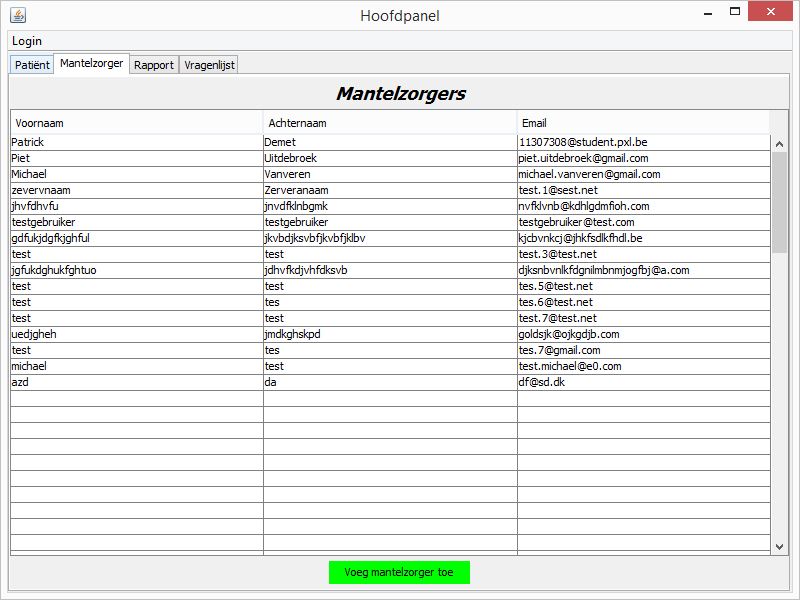 Hoofdpanel
Login
Patiënt Mantelzorger Rapport Vragenlijst
Mantelzorgers
Voornaam Achternaam Email
Patrick Demet 11307308@student.pxl.be
Piet Uitdebroek piet.uitdebroek@gmail.com
Michael Vanveren michael.vanveren@gmail.com
zevervnaam Zerveranaam test.1@sest.net
jhvfdhvfu jnvdfklnbgmk nvfklvnb@kdhlgdmfioh.com
testgebruiker testgebruiker testgebruiker@test.com
gdfukjdgfkjghful jkvbdjksvbfjkvbfjklbv kjcbvnkcj@jhkfsdlkfhdl.be
test test test.3@test.net
jgfukdghukfghtuo jdhvfkdjvhfdksvb djksnbvnlkfdgnilmbnmjogfbj@a.com
test test tes.5@test.net
test tes tes.6@test.net
test test test.7@test.net
uedjgheh jmdkghskpd goldsjk@ojkgdjb.com
test tes tes.7@gmail.com
michael test test.michael@e0.com
azd da df@sd.dk
Voeg mantelzorger toe